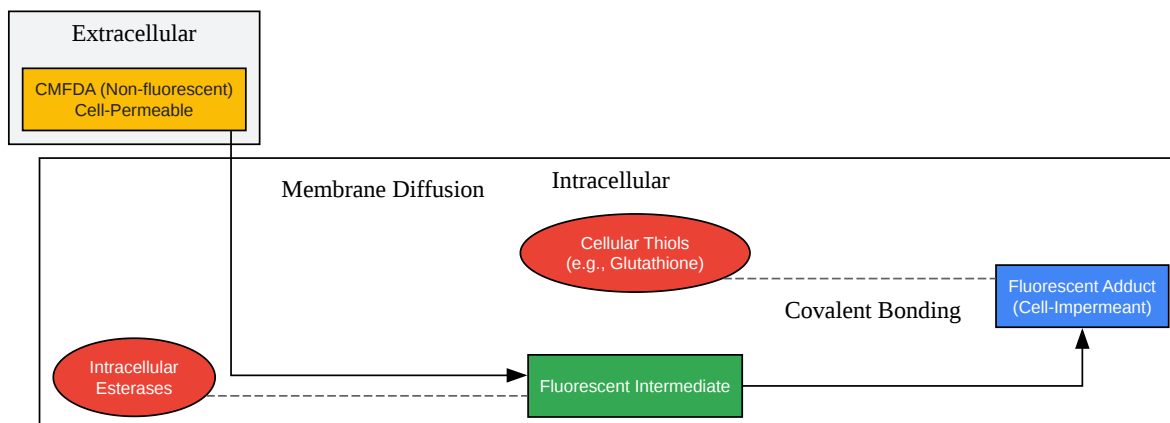 Extracellular
CMFDA (Non-fluorescent)
Cell-Permeable
Membrane Diffusion
Intracellular
Cellular Thiols
(e.g., Glutathione)
Fluorescent Adduct
(Cell-Impermeant)
Covalent Bonding
Intracellular
Esterases
Fluorescent Intermediate